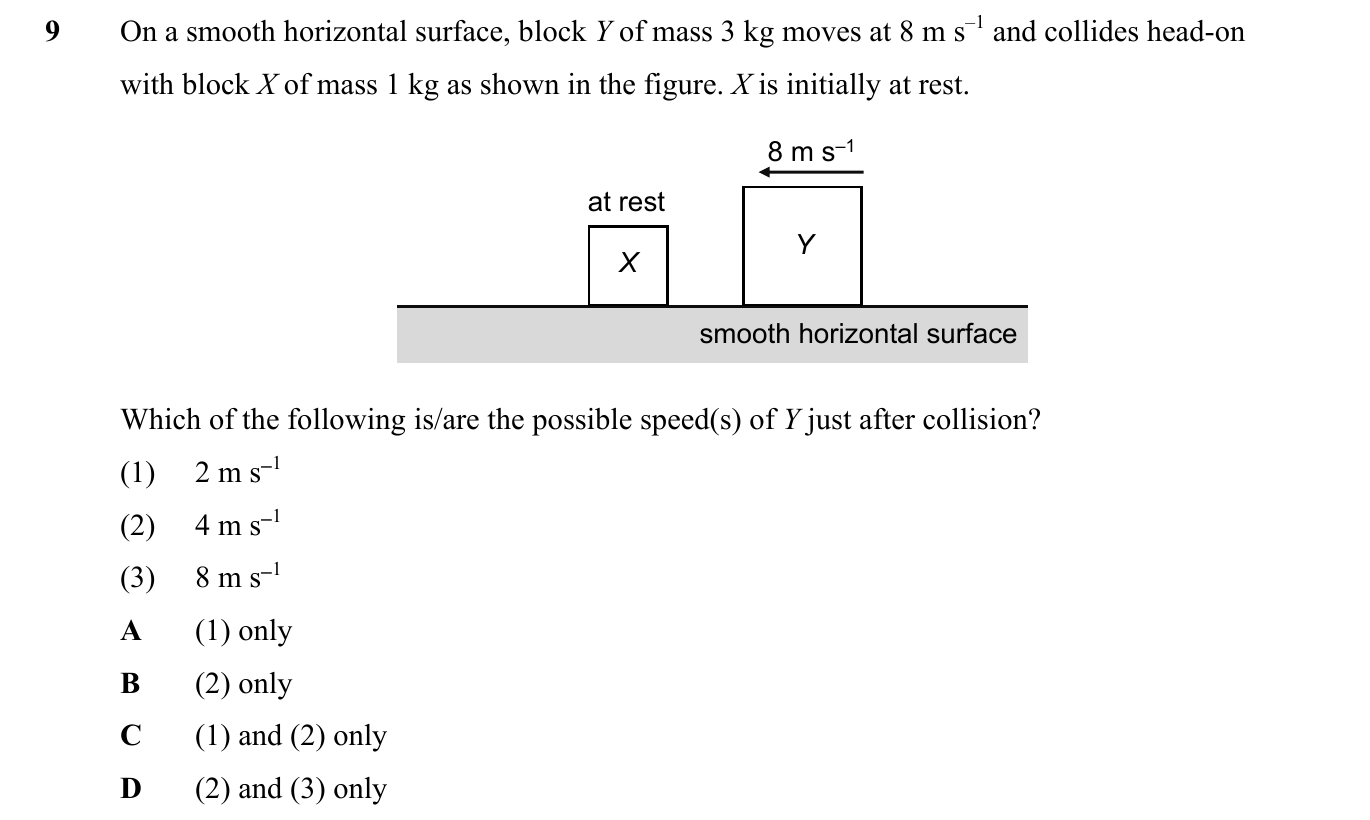 9 On a smooth horizontal surface, block Y of mass 3 kg moves at 8 m s⁻¹ and collides head-on
with block X of mass 1 kg as shown in the figure. X is initially at rest.
8 m s⁻¹
at rest
X
Y
smooth horizontal surface
Which of the following is/are the possible speed(s) of Y just after collision?
(1) 2 m s⁻¹
(2) 4 m s⁻¹
(3) 8 m s⁻¹
A (1) only
B (2) only
C (1) and (2) only
D (2) and (3) only